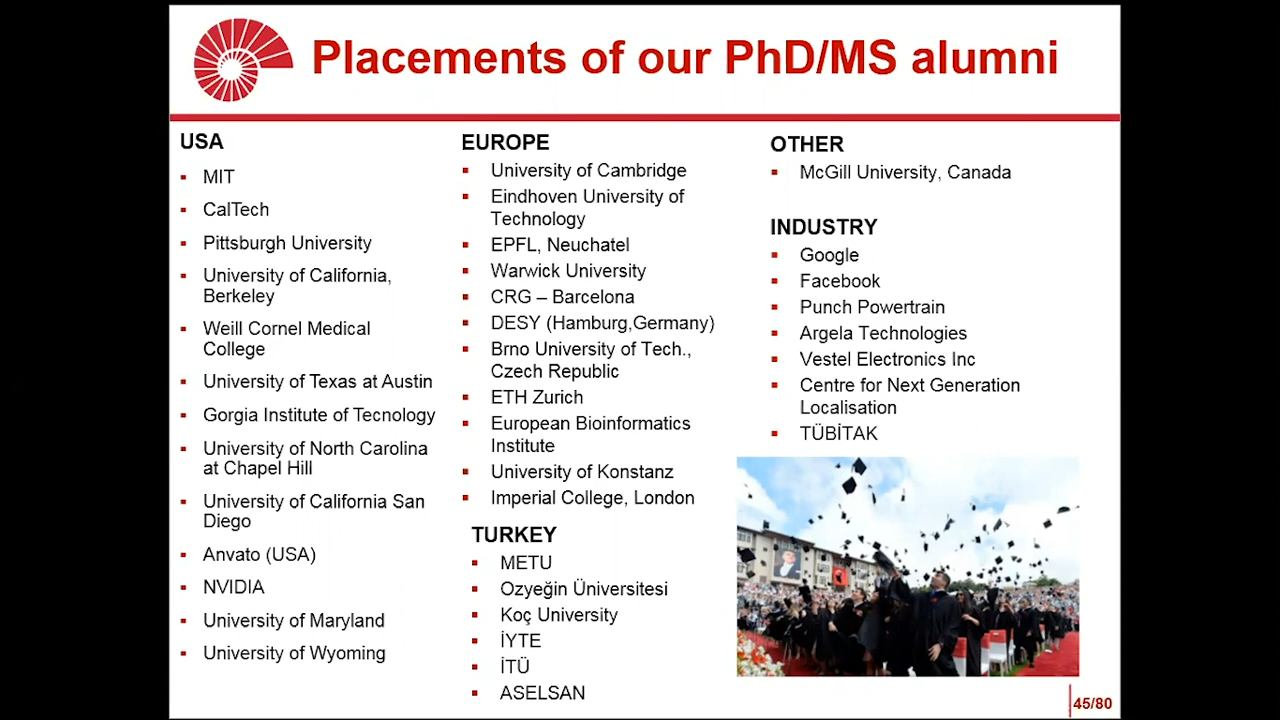 Placements of our PhD/MS alumni
USA
MIT
CalTech
Pittsburgh University
University of California,
Berkeley
Weill Cornel Medical
College
University of Texas at Austin
Gorgia Institute of Tecnology
University of North Carolina
at Chapel Hill
University of California San
Diego
Anvato (USA)
NVIDIA
University of Maryland
University of Wyoming
EUROPE
University of Cambridge
Eindhoven University of
Technology
EPFL, Neuchatel
Warwick University
CRG – Barcelona
DESY (Hamburg,Germany)
Brno University of Tech.,
Czech Republic
ETH Zurich
European Bioinformatics
Institute
University of Konstanz
Imperial College, London
TURKEY
METU
Ozyeğin Üniversitesi
Koç University
İYTE
İTÜ
ASELSAN
OTHER
McGill University, Canada
INDUSTRY
Google
Facebook
Punch Powertrain
Argela Technologies
Vestel Electronics Inc
Centre for Next Generation
Localisation
TÜBİTAK
45/80